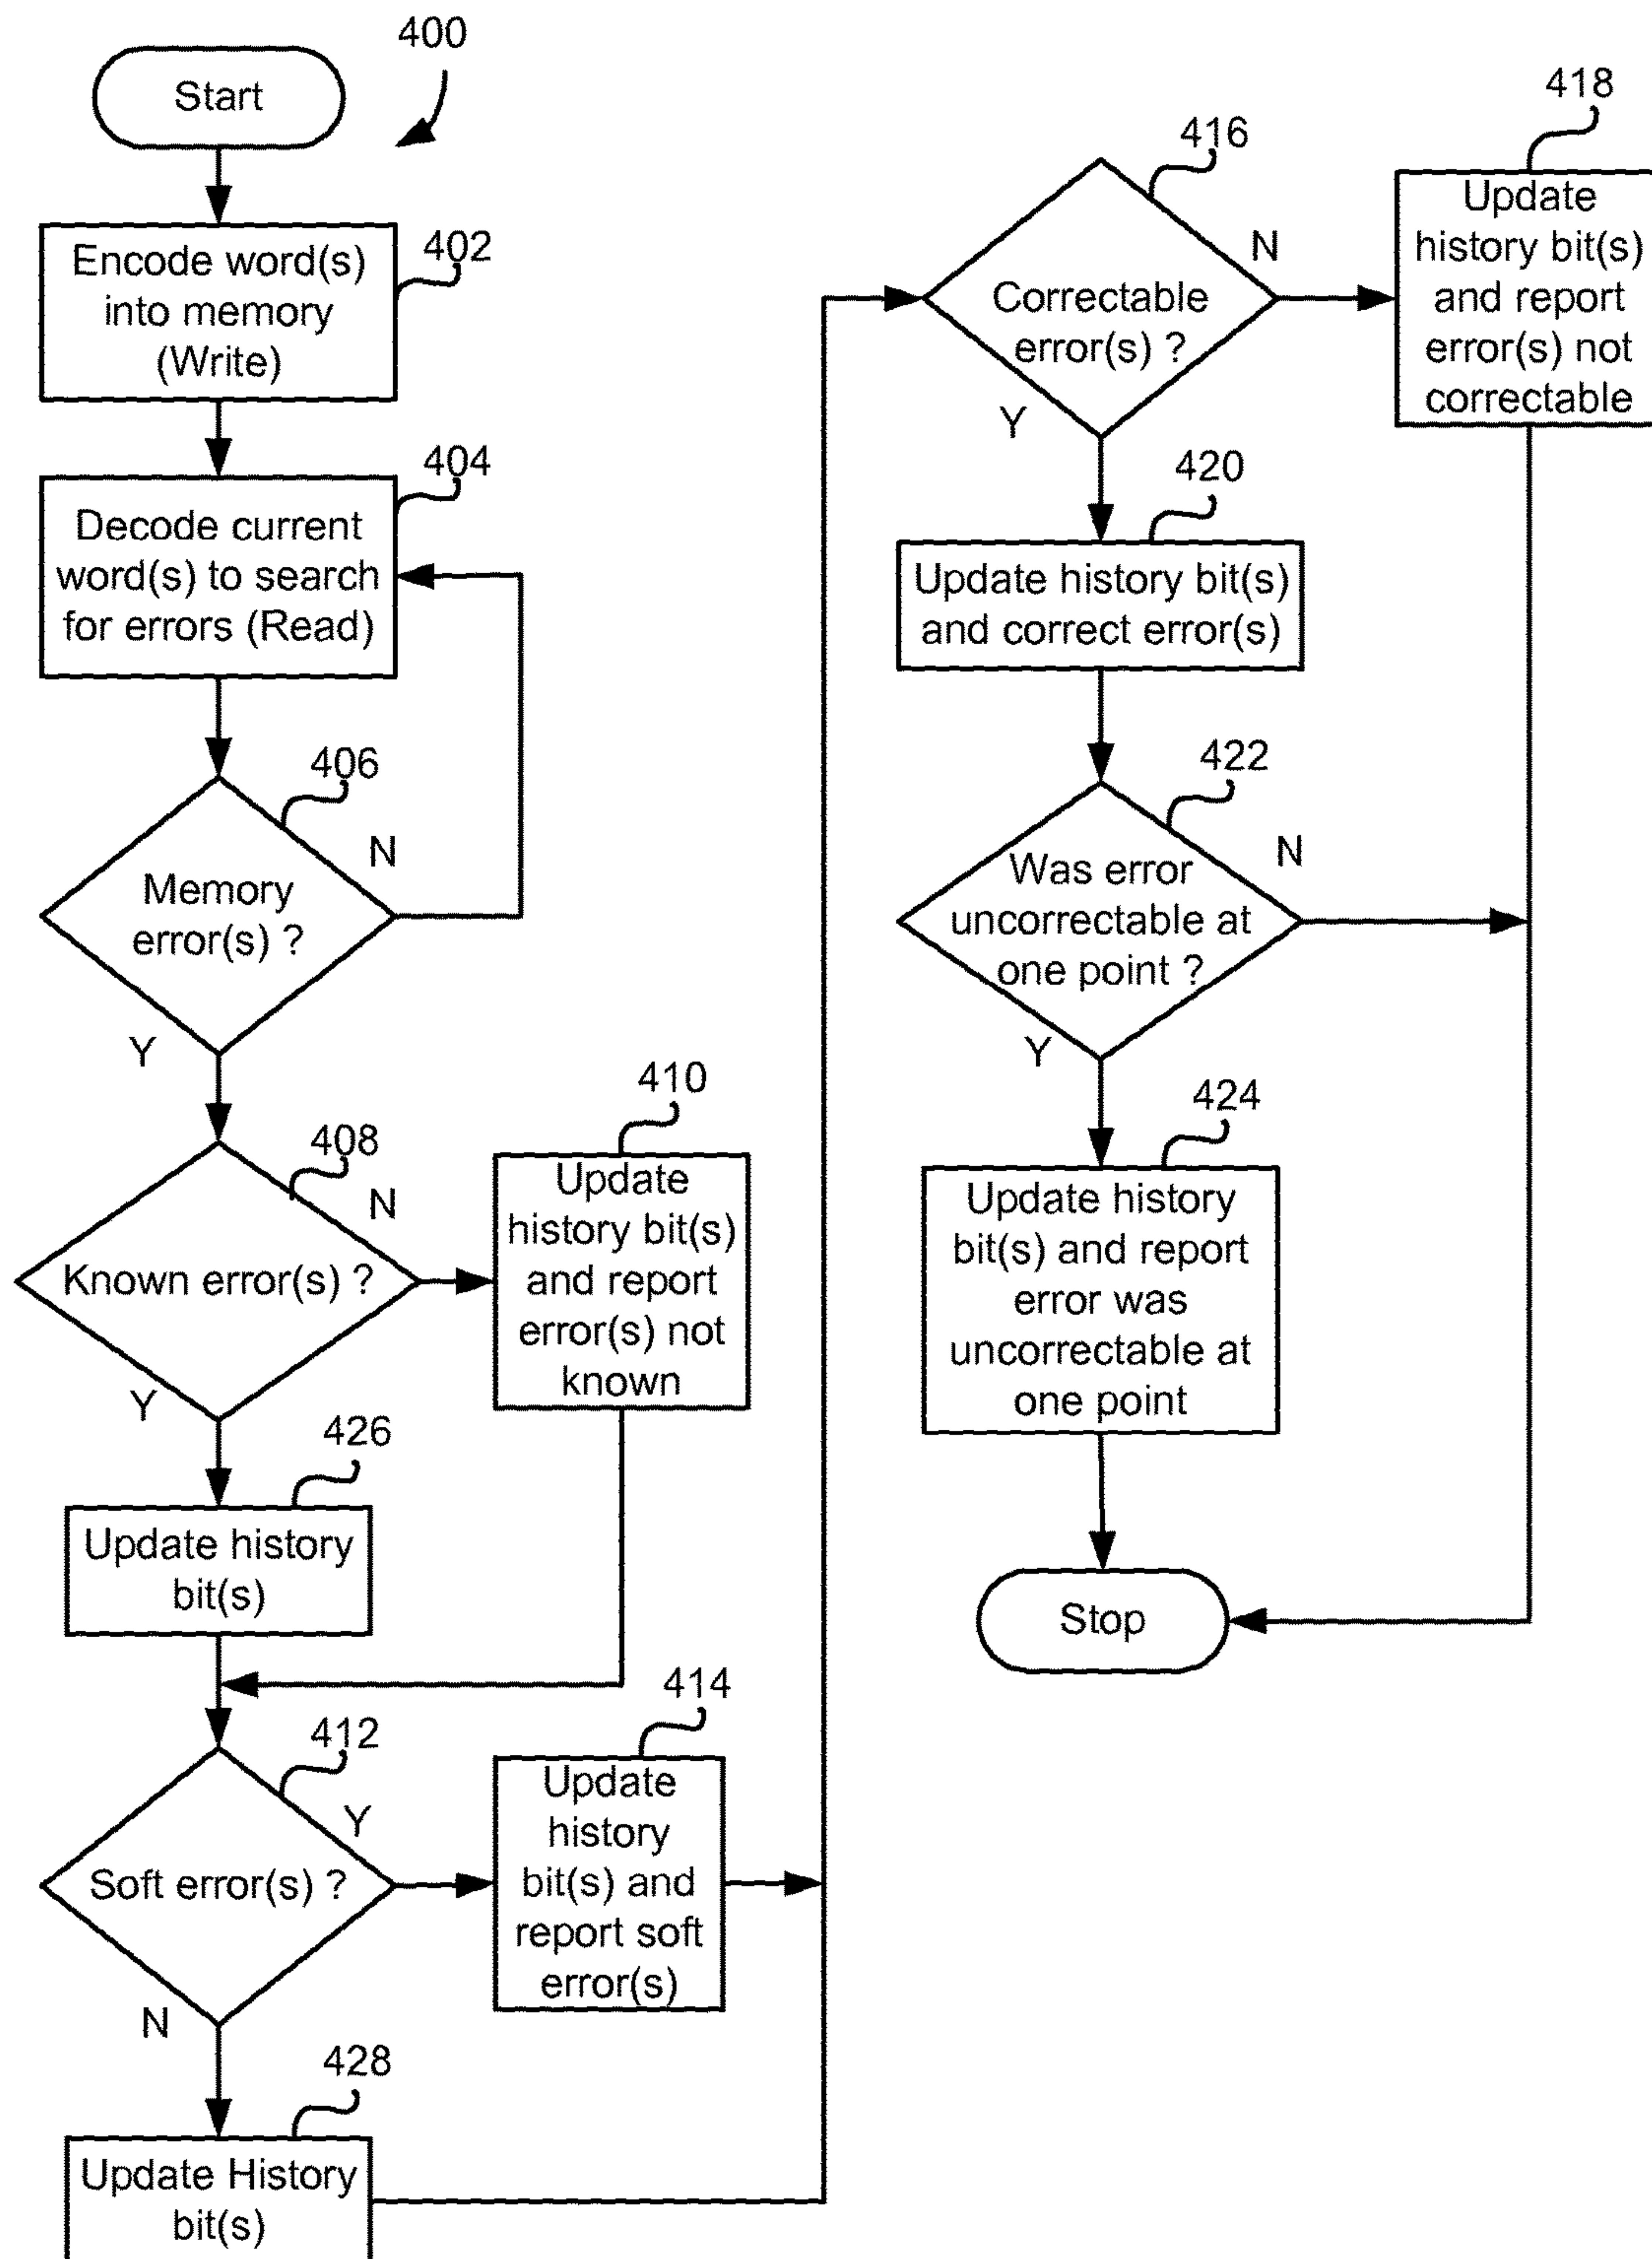 400
Start
402
Encode word(s)
into memory
(Write)
404
Decode current
word(s) to search
for errors (Read)
406
N
Memory
error(s) ?
Y
408
N
Known error(s) ?
Y
410
Update
history bit(s)
and report
error(s) not
known
426
Update history
bit(s)
412
Y
Soft error(s) ?
N
414
Update
history
bit(s) and
report soft
error(s)
428
Update History
bit(s)
416
N
Correctable
error(s) ?
Y
418
Update
history bit(s)
and report
error(s) not
correctable
420
Update history bit(s)
and correct error(s)
422
N
Was error
uncorrectable at
one point ?
Y
424
Update history
bit(s) and report
error was
uncorrectable at
one point
Stop